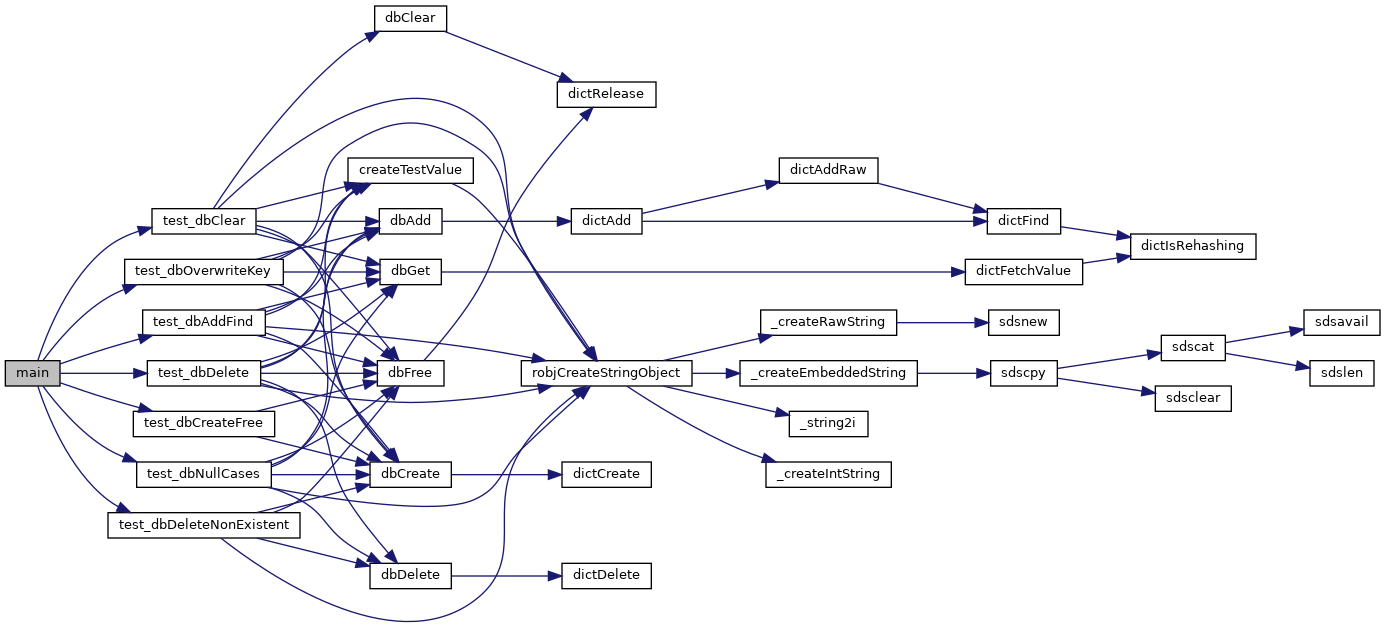 dbClear
dictRelease
createTestValue
dictAddRaw
test_dbClear
dbAdd
dictAdd
dictFind
dictIsRehashing
test_dbOverwriteKey
dbGet
dictFetchValue
test_dbAddFind
_createRawString
sdsnew
sdsavail
sdscat
main
test_dbDelete
dbFree
robjCreateStringObject
_createEmbeddedString
sdscpy
sdslen
sdsclear
test_dbCreateFree
_string2i
test_dbNullCases
dbCreate
dictCreate
_createIntString
test_dbDeleteNonExistent
dbDelete
dictDelete